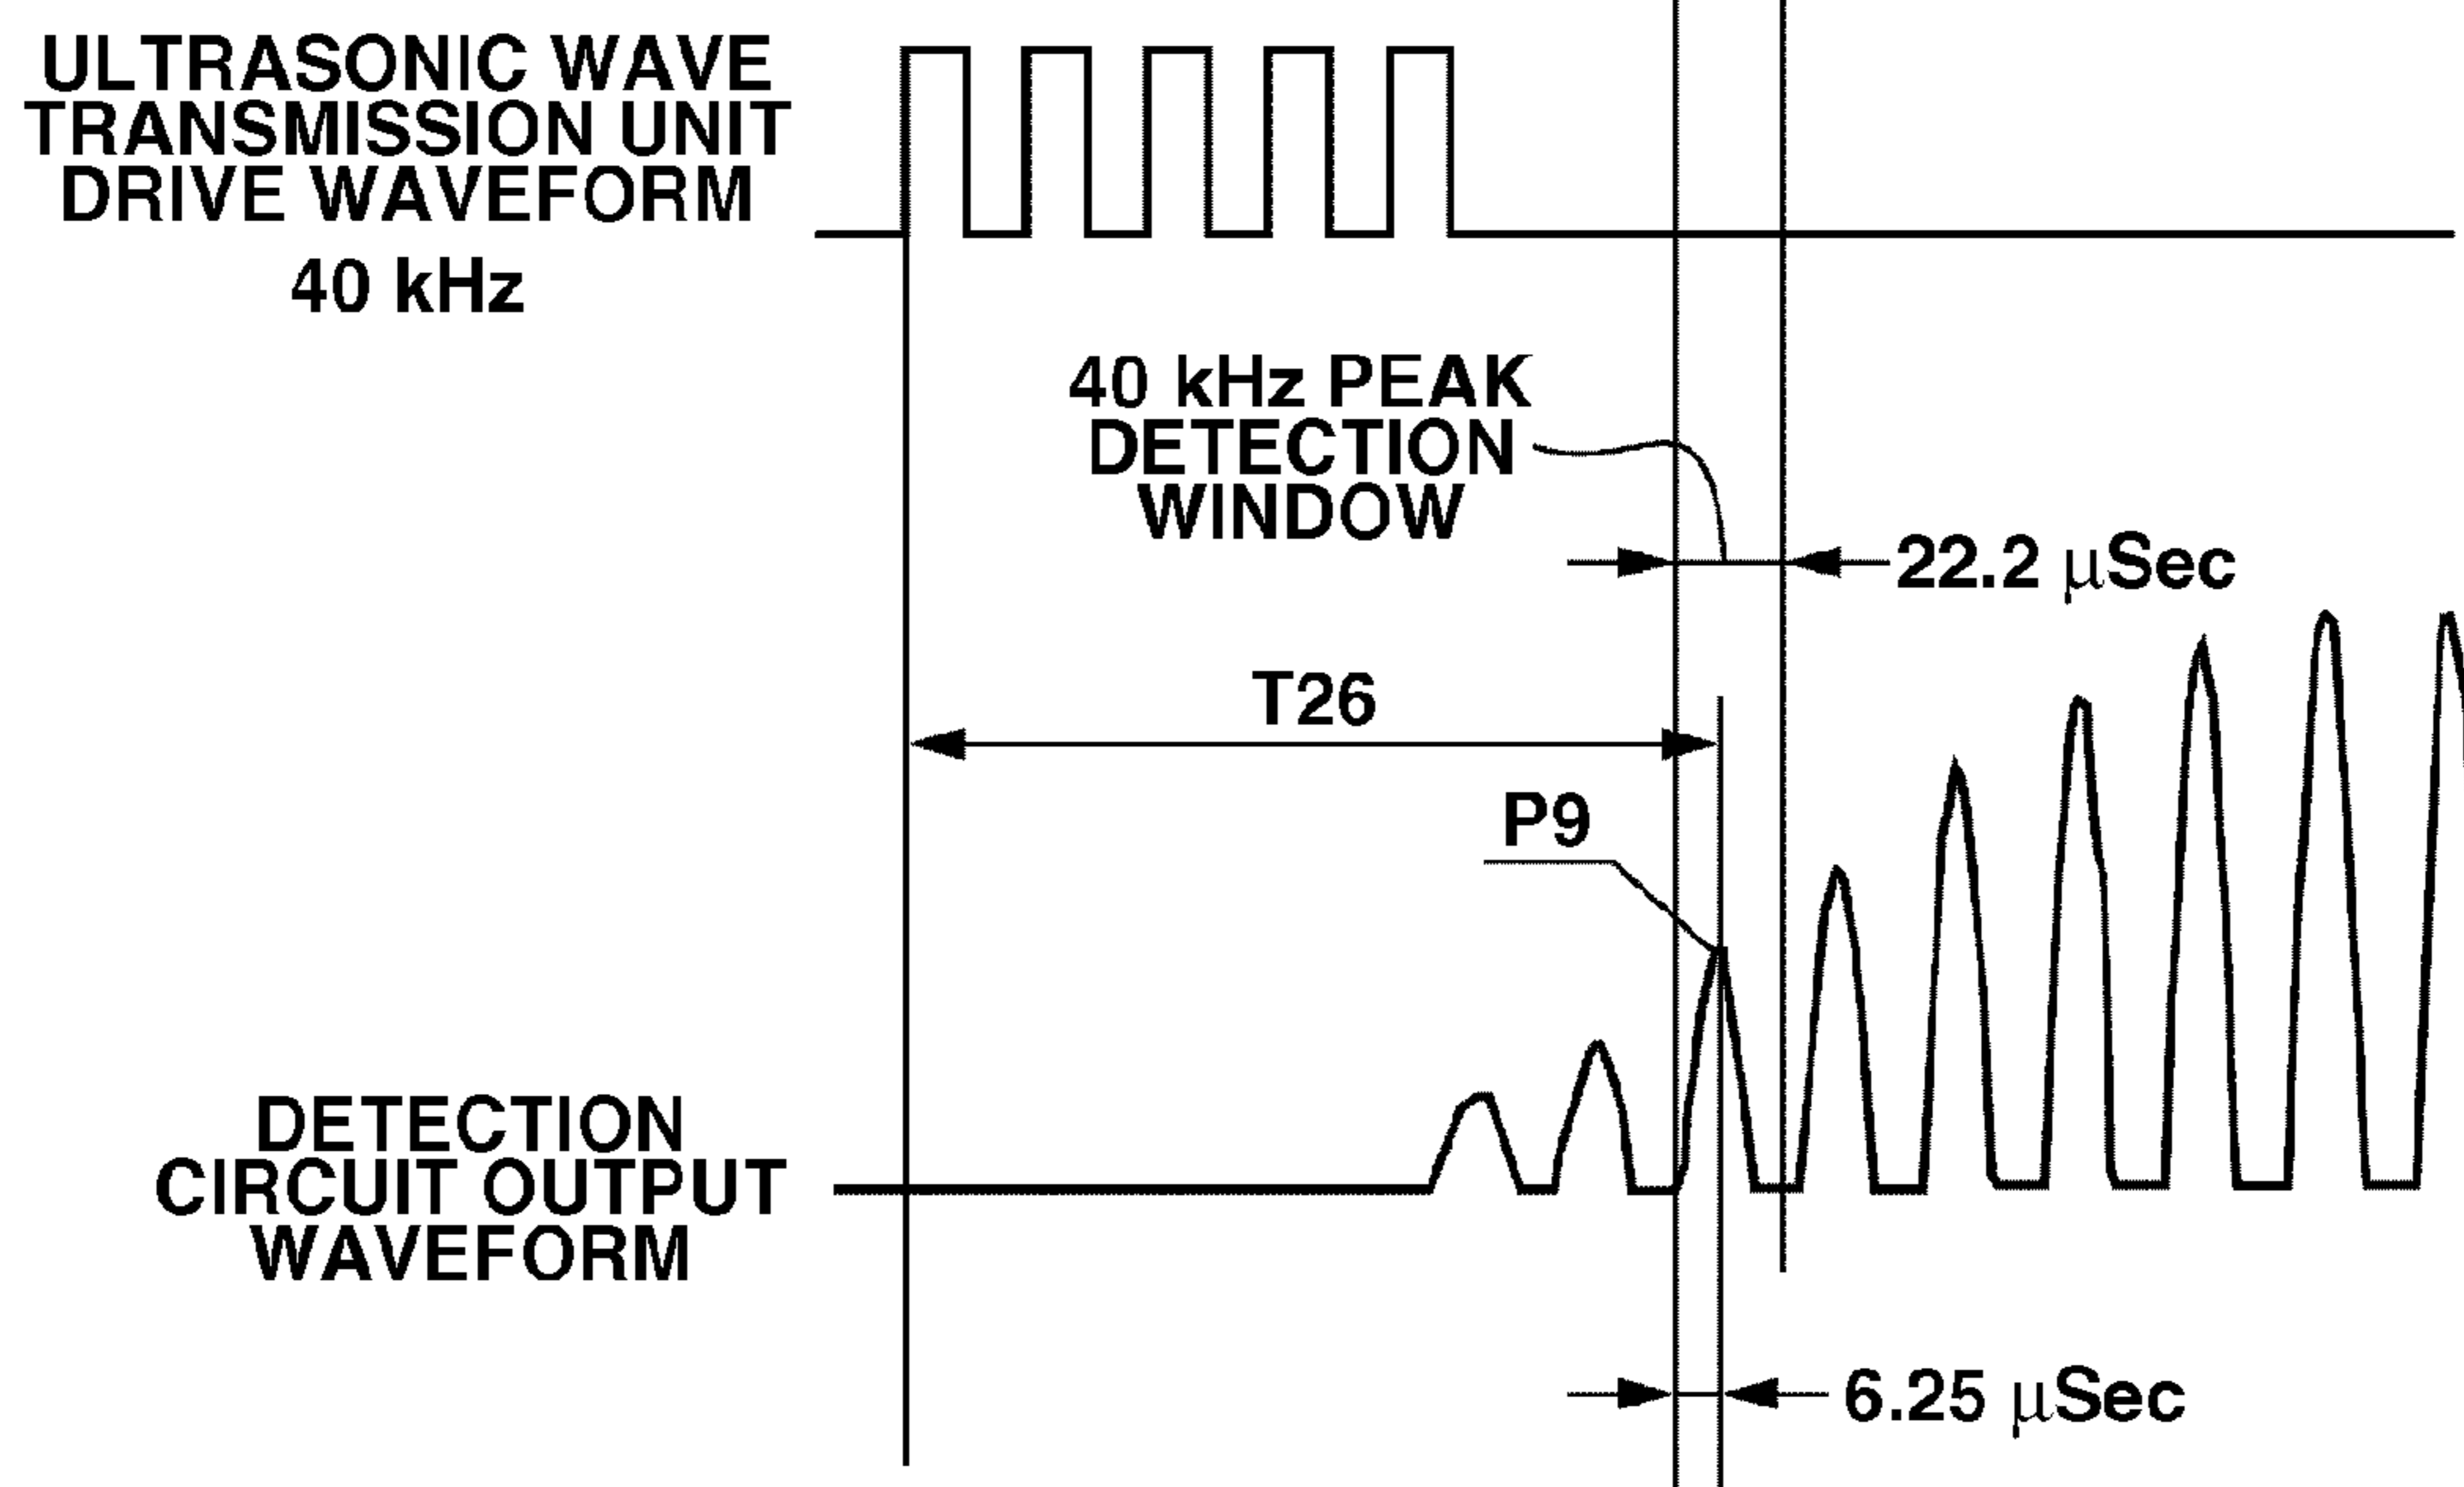 ULTRASONIC WAVE
TRANSMISSION UNIT
DRIVE WAVEFORM
40 kHz
40 kHz PEAK
DETECTION
WINDOW
22.2 μSec
T26
P9
DETECTION
CIRCUIT OUTPUT
WAVEFORM
6.25 μSec